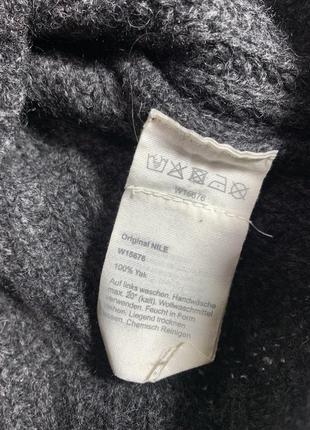 W15676
Original NILE
W15676
100% Yak
Auf links waschen. Handwäsche
max. 20° (kalt). Wollwaschmittel
verwenden. Feucht in Form
ziehen. Liegend trocknen
Chemisch Reinigen